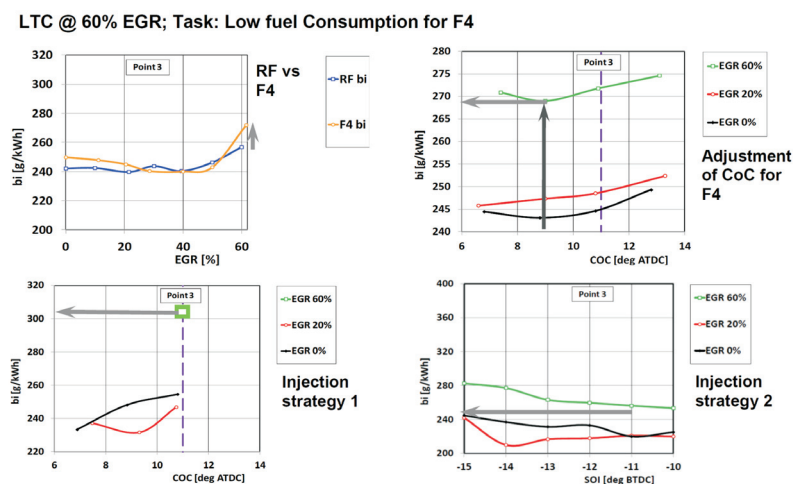 LTC @ 60% EGR; Task: Low fuel Consumption for F4
320
300
280
260
240
220
200
bi [g/kWh]
0 20 40 60
EGR [%]
Point 3
RF vs
F4
RF bi
F4 bi
280
275
270
265
260
255
250
245
240
bi [g/kWh]
6 8 10 12 14
COC [deg ATDC]
Point 3
EGR 60%
EGR 20%
EGR 0%
Adjustment
of CoC for
F4
320
300
280
260
240
220
bi [g/kWh]
6 8 10 12 14
COC [deg ATDC]
Point 3
EGR 60%
EGR 20%
EGR 0%
Injection
strategy 1
400
360
320
280
240
200
bi [g/kWh]
-15 -14 -13 -12 -11 -10
SOI [deg BTDC]
Point 3
EGR 60%
EGR 20%
EGR 0%
Injection
strategy 2